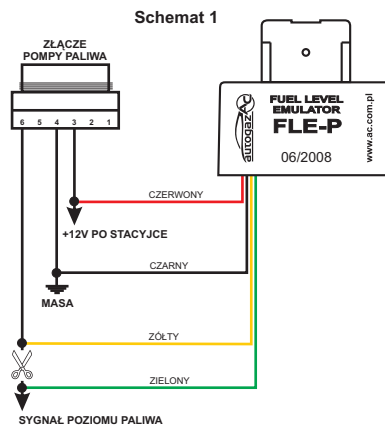 Schemat 1
ZŁĄCZE
POMPY PALIWA
6 5 4 3 2 1
autogaz AC
FUEL LEVEL
EMULATOR
FLE-P
06/2008
www.ac.com.pl
CZERWONY
+12V PO STACYJCE
CZARNY
MASA
ŻÓŁTY
ZIELONY
SYGNAŁ POZIOMU PALIWA